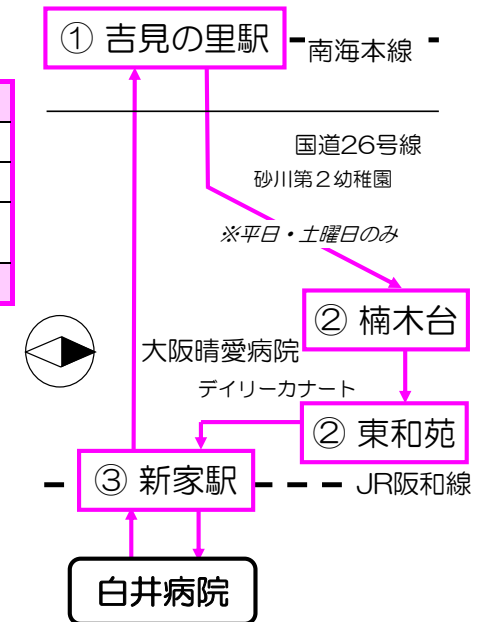 ① 吉見の里駅
南海本線
国道26号線
砂川第２幼稚園
※平日・土曜日のみ
② 楠木台
大阪晴愛病院
デイリーカナート
② 東和苑
③ 新家駅
JR阪和線
白井病院